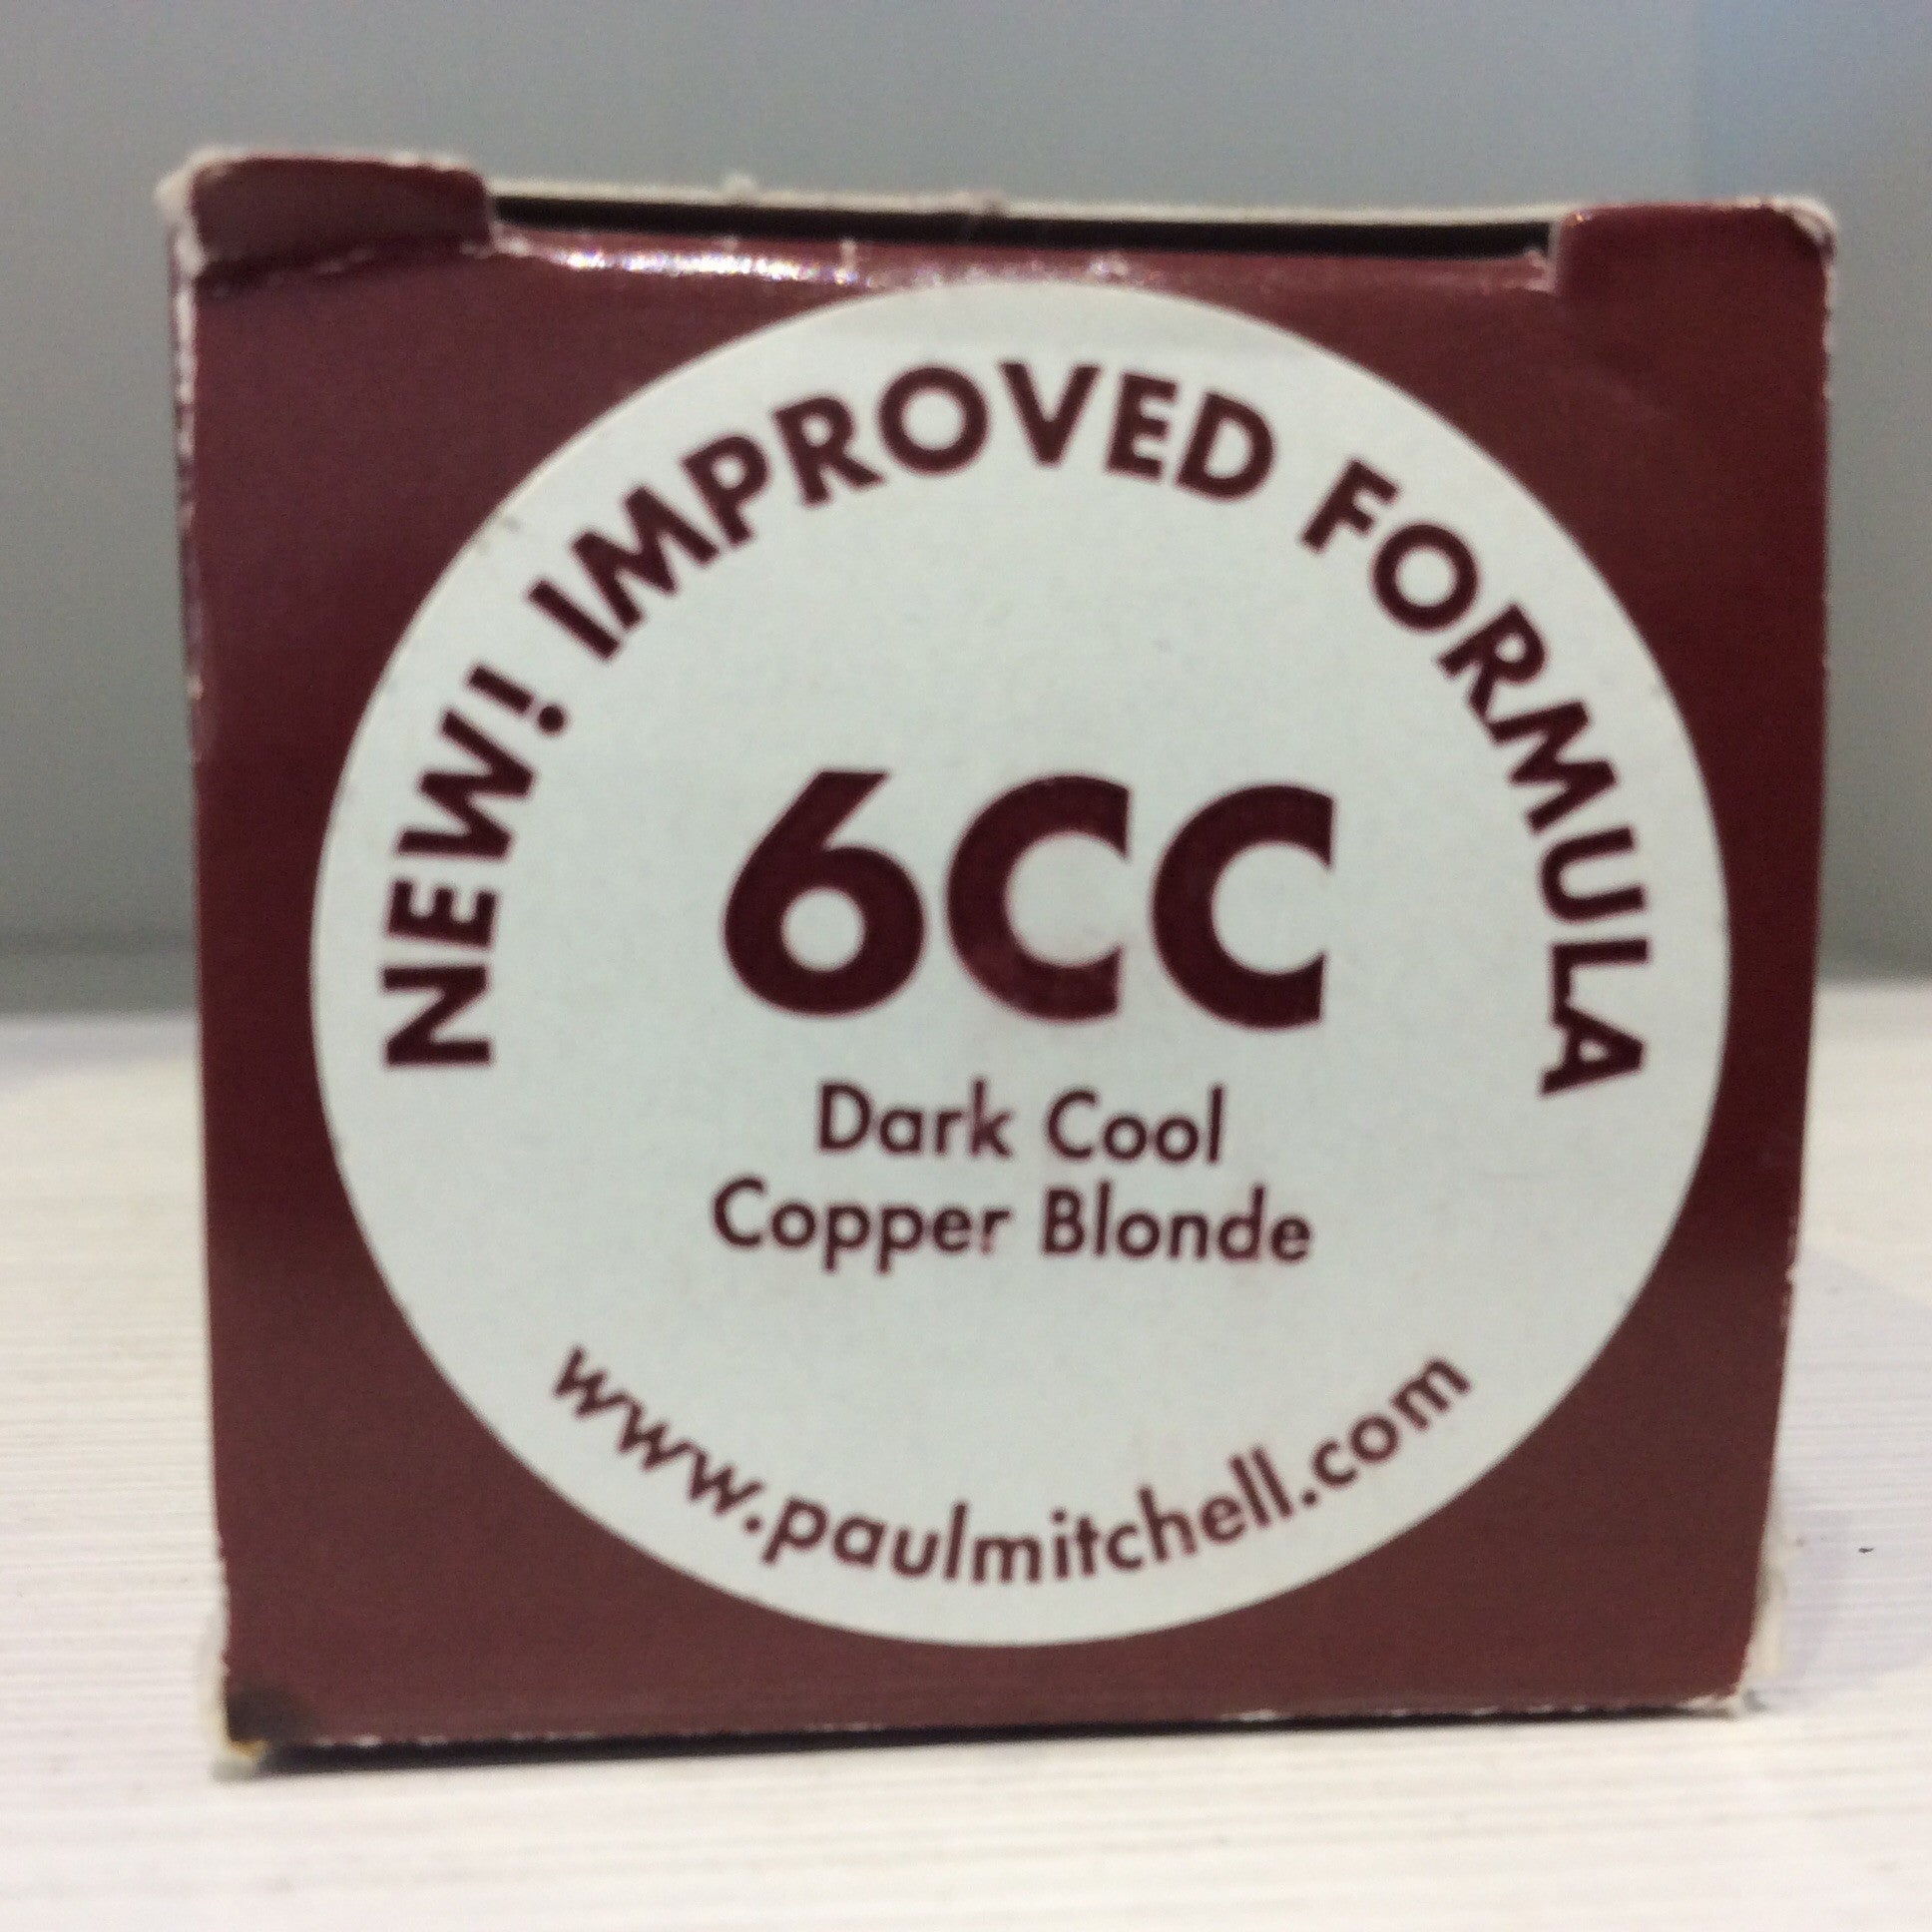 NEW! IMPROVED FORMULA
6CC
Dark Cool
Copper Blonde
www.paulmitchell.com